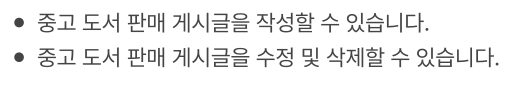 ● 중고 도서 판매 게시글을 작성할 수 있습니다.
● 중고 도서 판매 게시글을 수정 및 삭제할 수 있습니다.